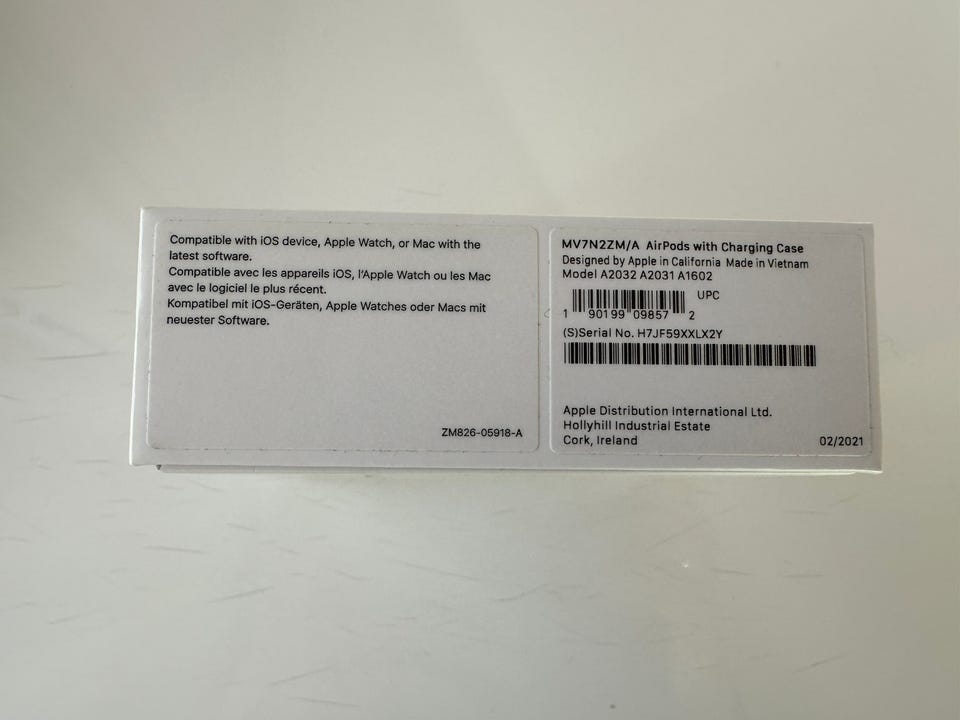 Compatible with iOS device, Apple Watch, or Mac with the
latest software.
Compatible avec les appareils iOS, l'Apple Watch ou les Mac
avec le logiciel le plus récent.
Kompatibel mit iOS-Geräten, Apple Watches oder Macs mit
neuester Software.
ZM826-05918-A
MV7N2ZM/A AirPods with Charging Case
Designed by Apple in California Made in Vietnam
Model A2032 A2031 A1602
UPC
1 90199 09857 2
(S)Serial No. H7JF59XXLX2Y
Apple Distribution International Ltd.
Hollyhill Industrial Estate
Cork, Ireland
02/2021